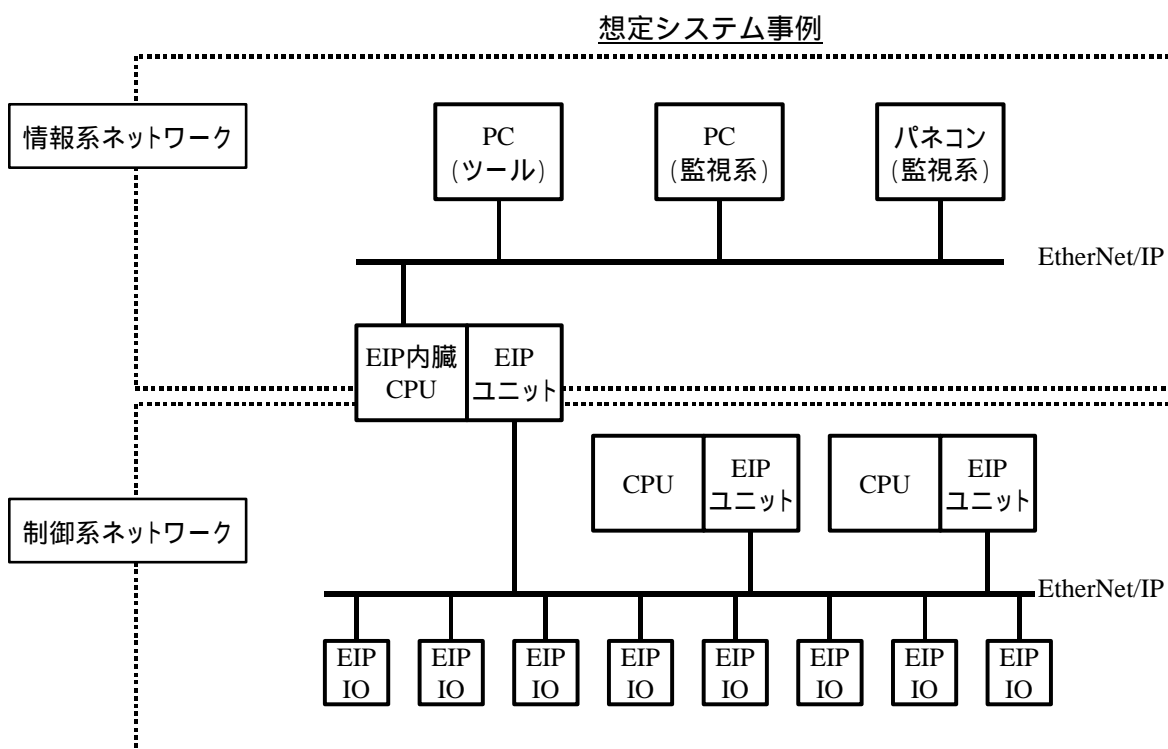 想定システム事例
情報系ネットワーク
PC
(ツール)
PC
(監視系)
パネコン
(監視系)
EtherNet/IP
EIP内臓
CPU
EIP
ユニット
制御系ネットワーク
CPU
EIP
ユニット
CPU
EIP
ユニット
EtherNet/IP
EIP
IO
EIP
IO
EIP
IO
EIP
IO
EIP
IO
EIP
IO
EIP
IO
EIP
IO